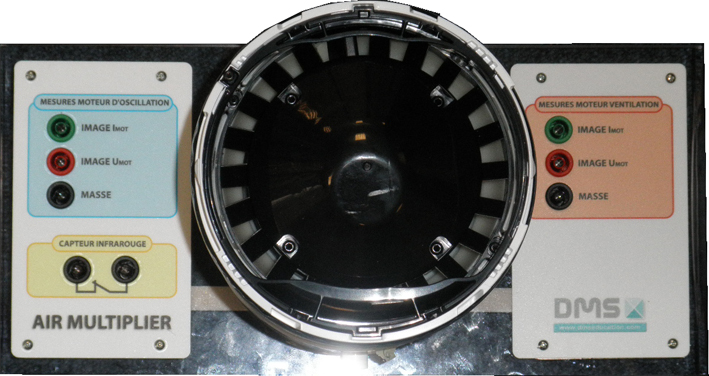 MESURES MOTEUR D'OSCILLATION
IMAGE IMOT
IMAGE UMOT
MASSE
CAPTEUR INFRAROUGE
AIR MULTIPLIER
MESURES MOTEUR VENTILATION
IMAGE IMOT
IMAGE UMOT
MASSE
DMS